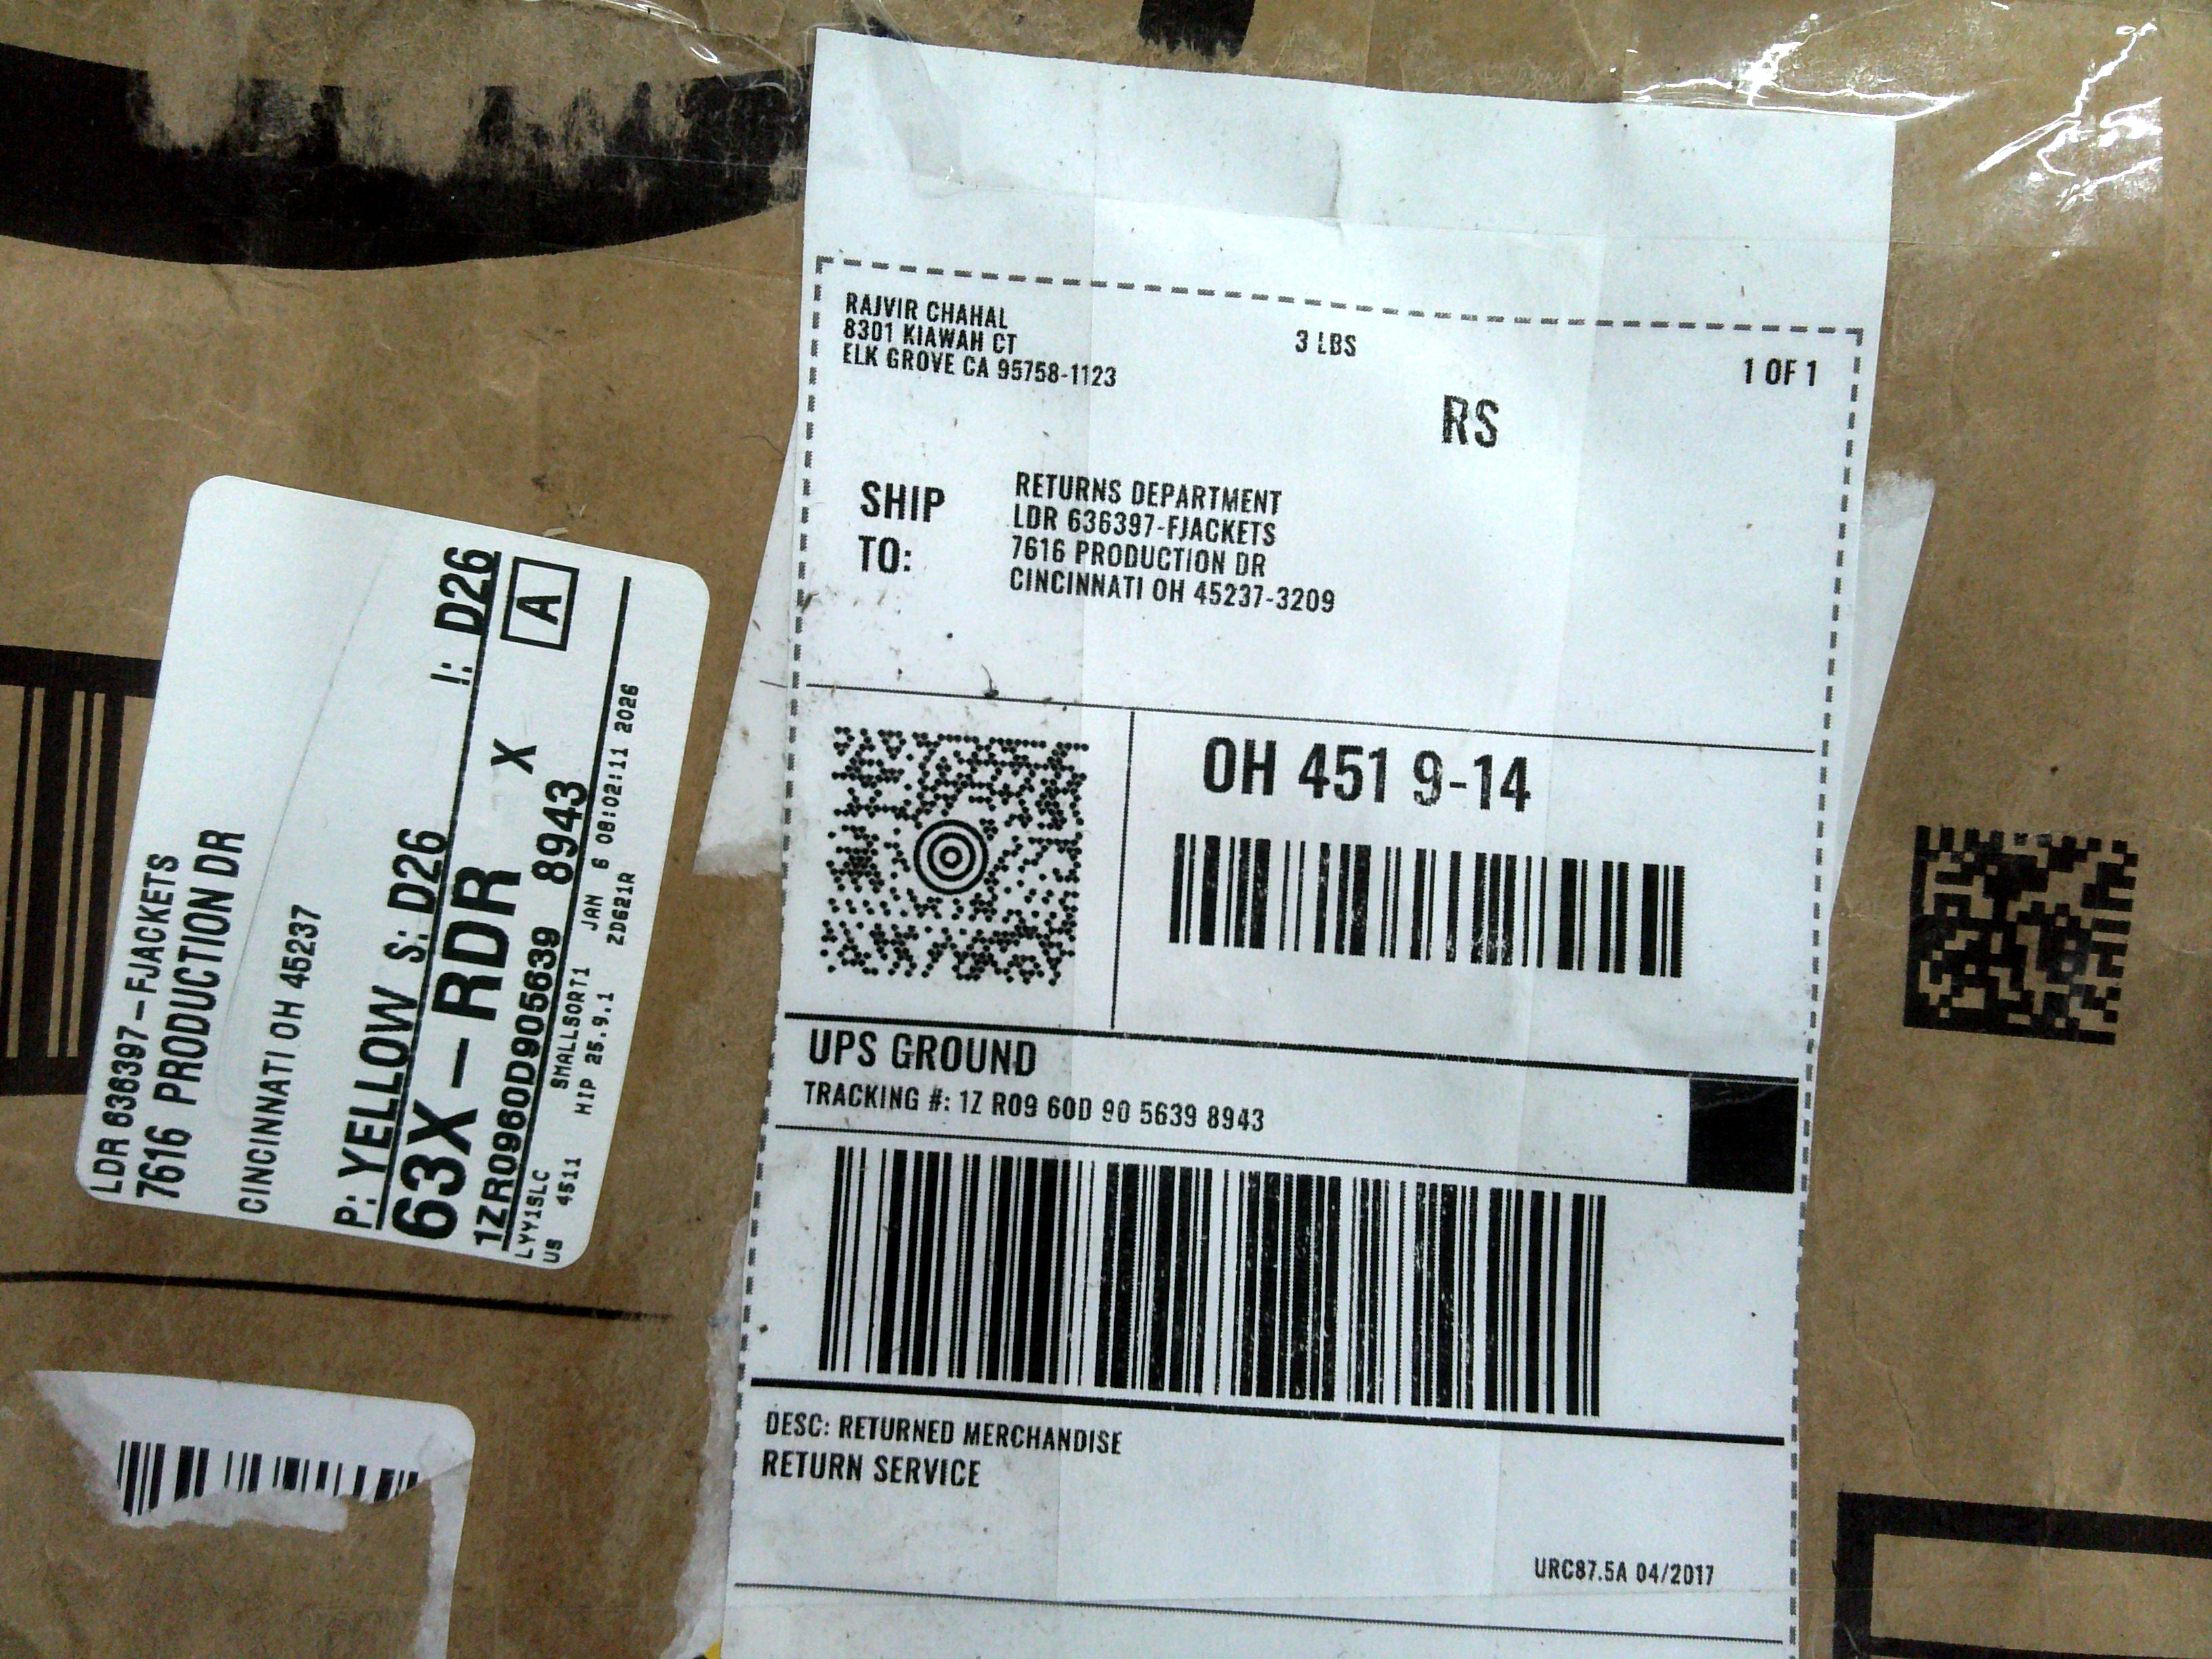 RAJVIR CHAHAL
8301 KIAWAH CT
ELK GROVE CA 95758-1123
3 LBS
1 OF 1
RS
SHIP
TO:
RETURNS DEPARTMENT
LDR 636397-FJACKETS
7616 PRODUCTION DR
CINCINNATI OH 45237-3209
OH 451 9-14
UPS GROUND
TRACKING #: 1Z R09 60D 90 5639 8943
DESC: RETURNED MERCHANDISE
RETURN SERVICE
URC87.5A 04/2017
LDR 636397-FJACKETS
7616 PRODUCTION DR
CINCINNATI OH 45237
P: YELLOW S: D26 !: D26
63X-RDR X A
1ZR0960D905639 8943
LYY1SLC SMALLSORT1 JAN 6 08:02:11 2026
US 4511 HIP 25.9.1 ZD621R